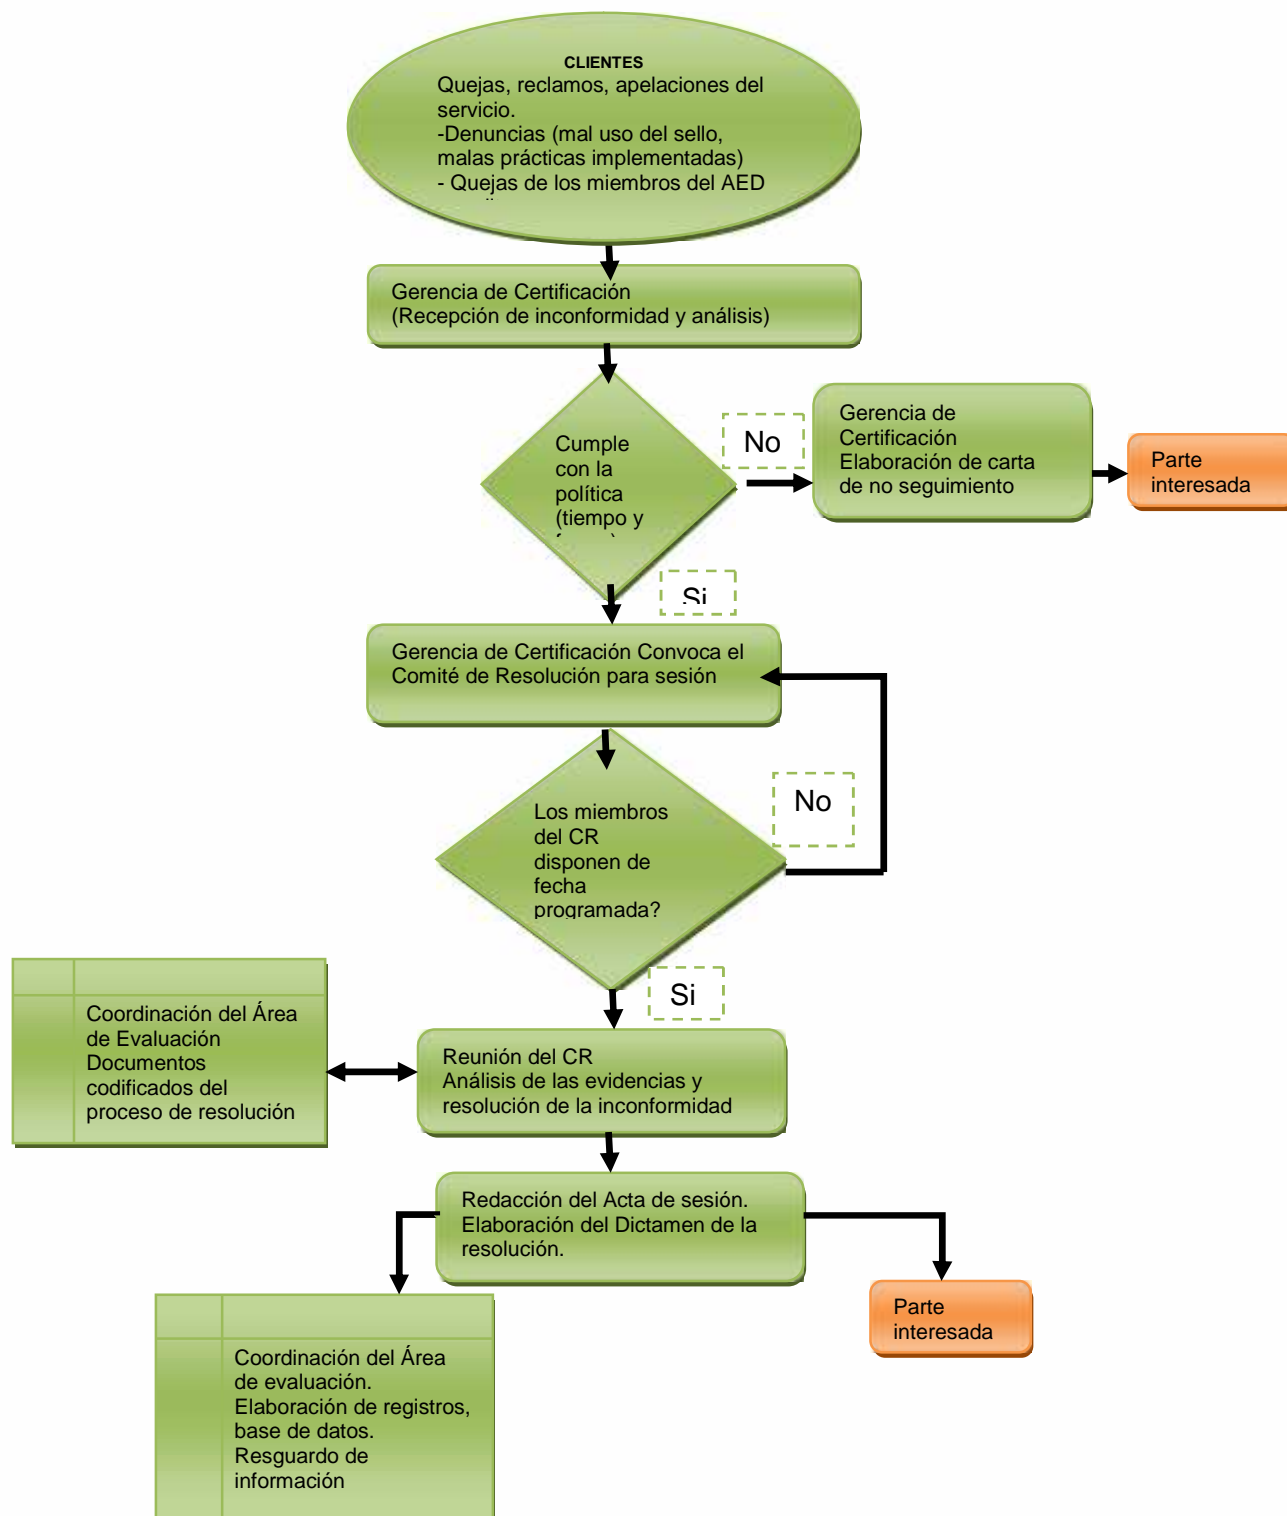 CLIENTES
Quejas, reclamos, apelaciones del
servicio.
-Denuncias (mal uso del sello,
malas prácticas implementadas)
- Quejas de los miembros del AED
Gerencia de Certificación
(Recepción de inconformidad y análisis)
Cumple
con la
política
(tiempo y
No
Gerencia de
Certificación
Elaboración de carta
de no seguimiento
Parte
interesada
Si
Gerencia de Certificación Convoca el
Comité de Resolución para sesión
Los miembros
del CR
disponen de
fecha
programada?
No
Si
Coordinación del Área
de Evaluación
Documentos
codificados del
proceso de resolución
Reunión del CR
Análisis de las evidencias y
resolución de la inconformidad
Redacción del Acta de sesión.
Elaboración del Dictamen de la
resolución.
Parte
interesada
Coordinación del Área
de evaluación.
Elaboración de registros,
base de datos.
Resguardo de
información